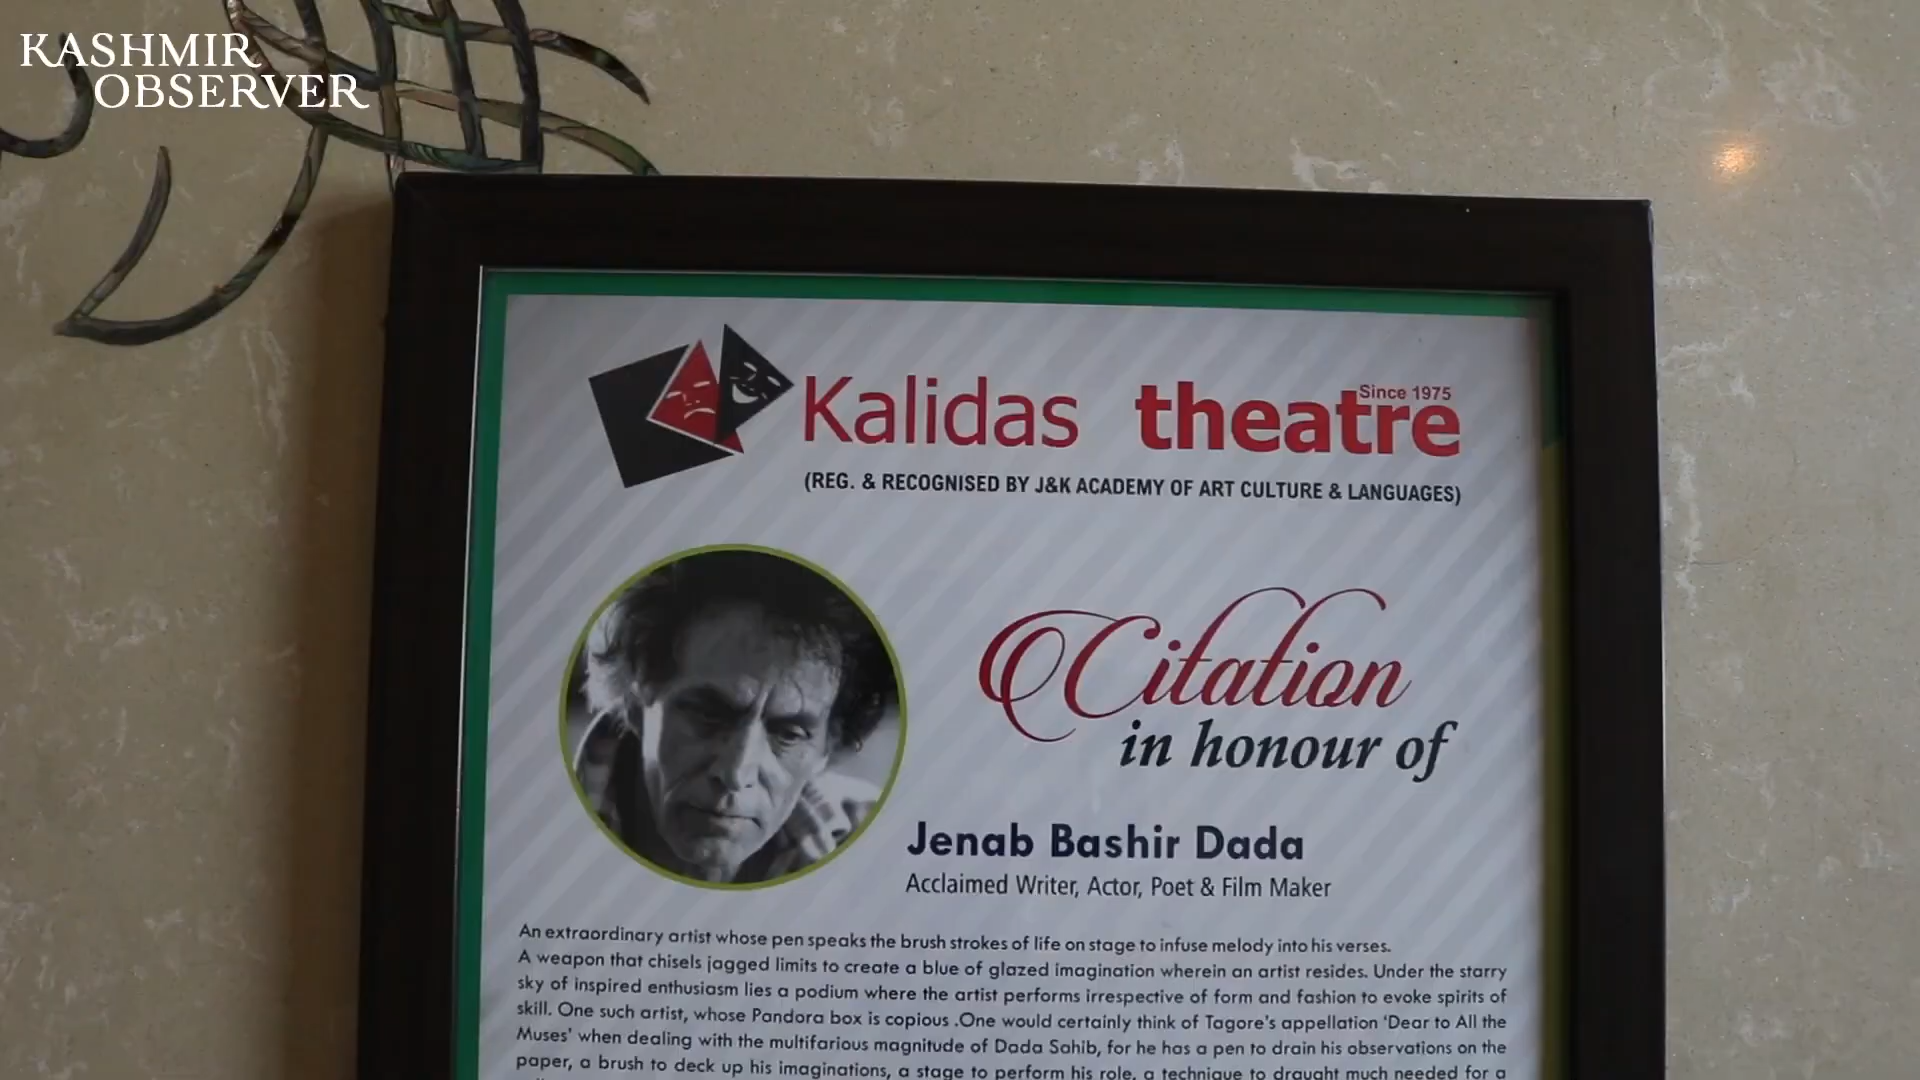 KASHMIR
OBSERVER
Kalidas theatre
Since 1975
(REG. & RECOGNISED BY J&K ACADEMY OF ART CULTURE & LANGUAGES)
Citation
in honour of
Jenab Bashir Dada
Acclaimed Writer, Actor, Poet & Film Maker
An extraordinary artist whose pen speaks the brush strokes of life on stage to infuse melody into his verses.
A weapon that chisels jagged limits to create a blue of glazed imagination wherein an artist resides. Under the starry
sky of inspired enthusiasm lies a podium where the artist performs irrespective of form and fashion to evoke spirits of
skill. One such artist, whose Pandora box is copious .One would certainly think of Tagore's appellation 'Dear to All the
Muses' when dealing with the multifarious magnitude of Dada Sahib, for he has a pen to drain his observations on the
paper, a brush to deck up his imaginations, a stage to perform his role, a technique to draught much needed for a